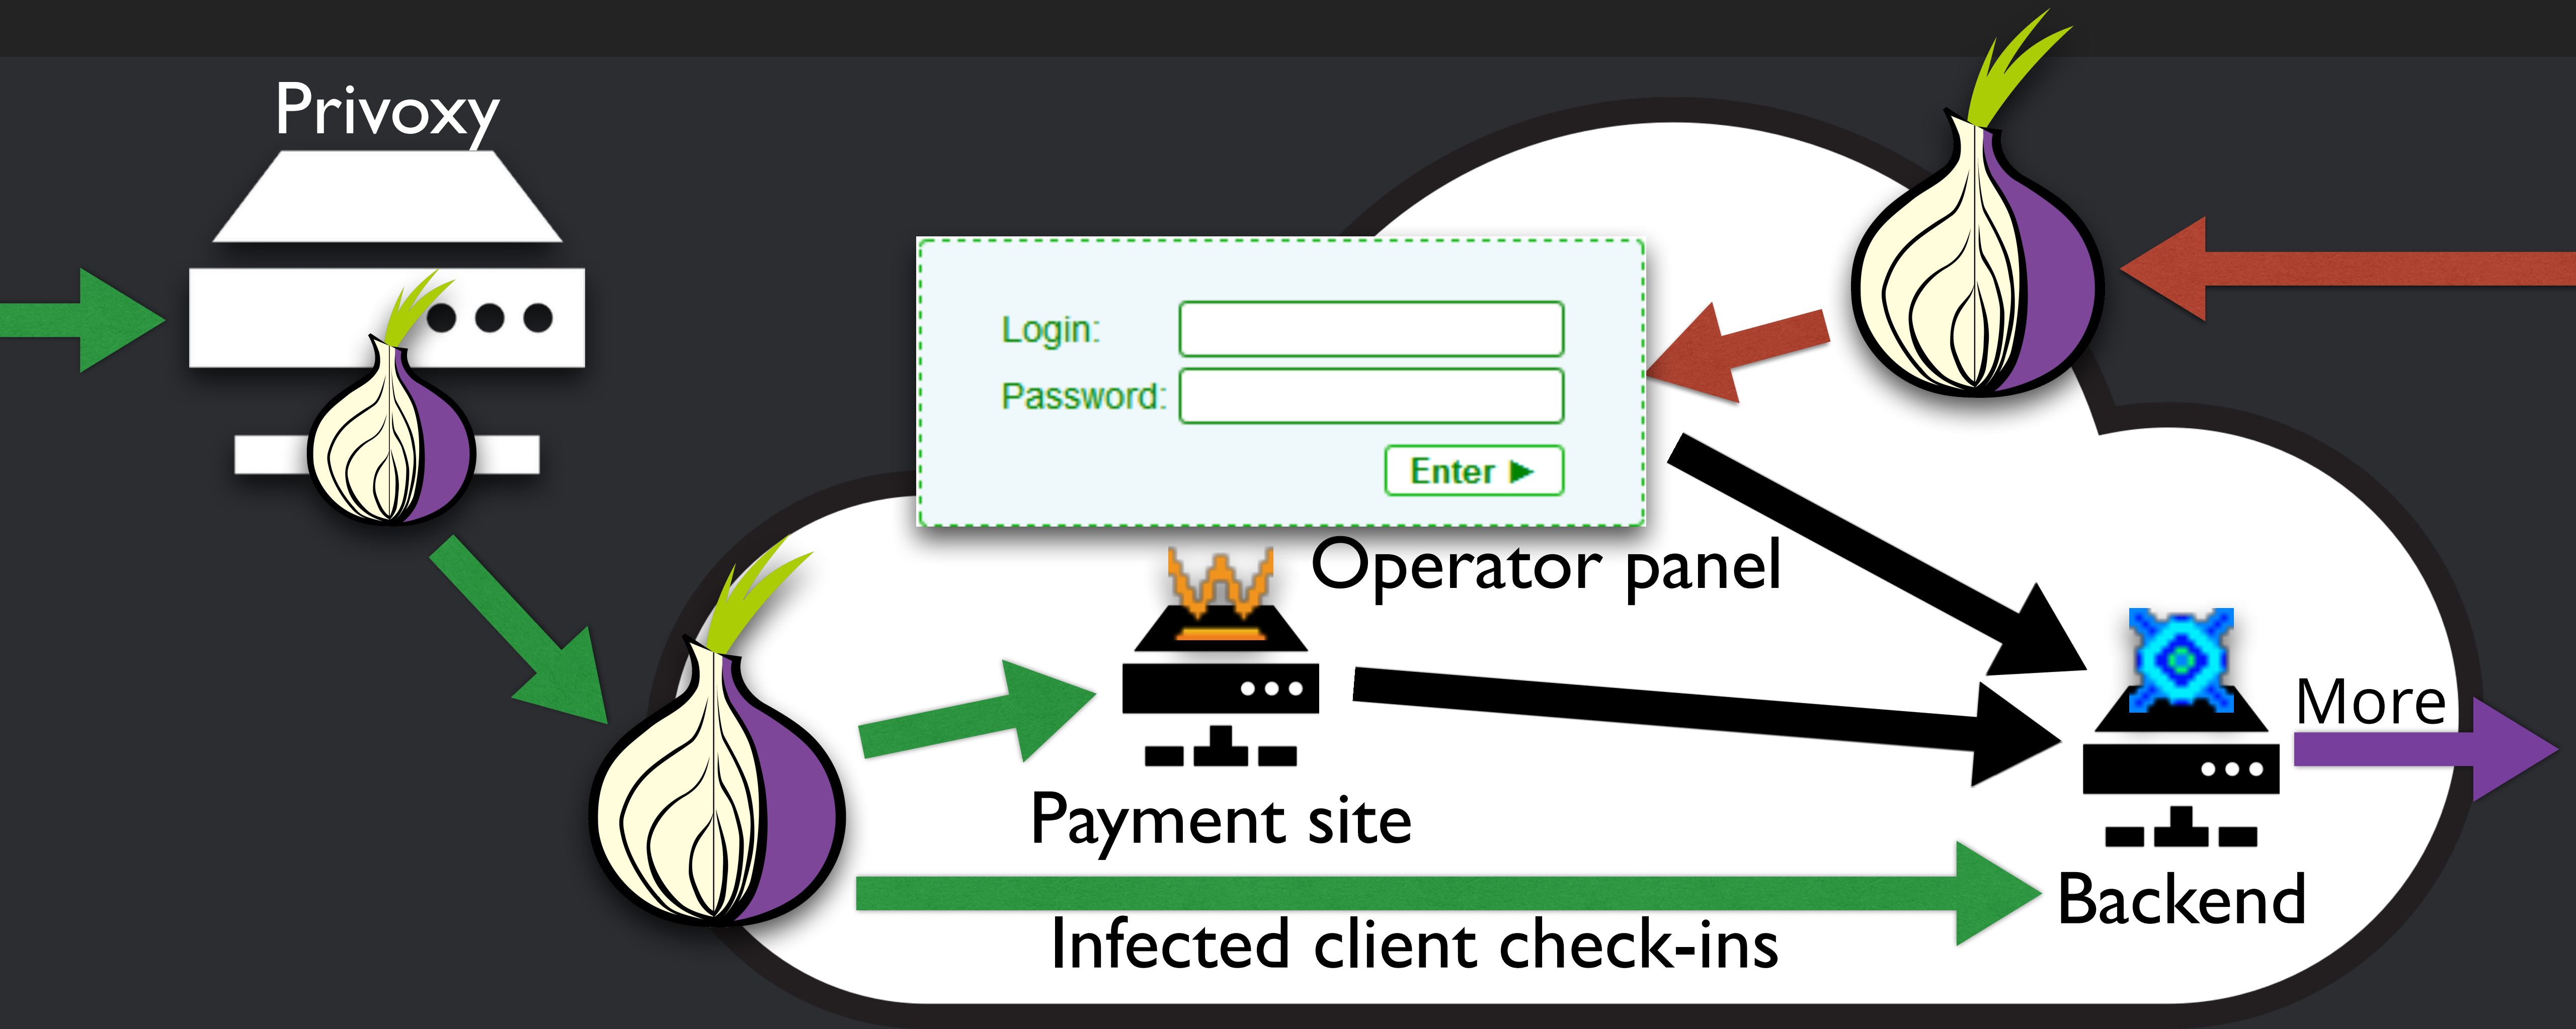 Privoxy
Login:
Password:
Enter ▶
Operator panel
Payment site
More
Backend
Infected client check-ins